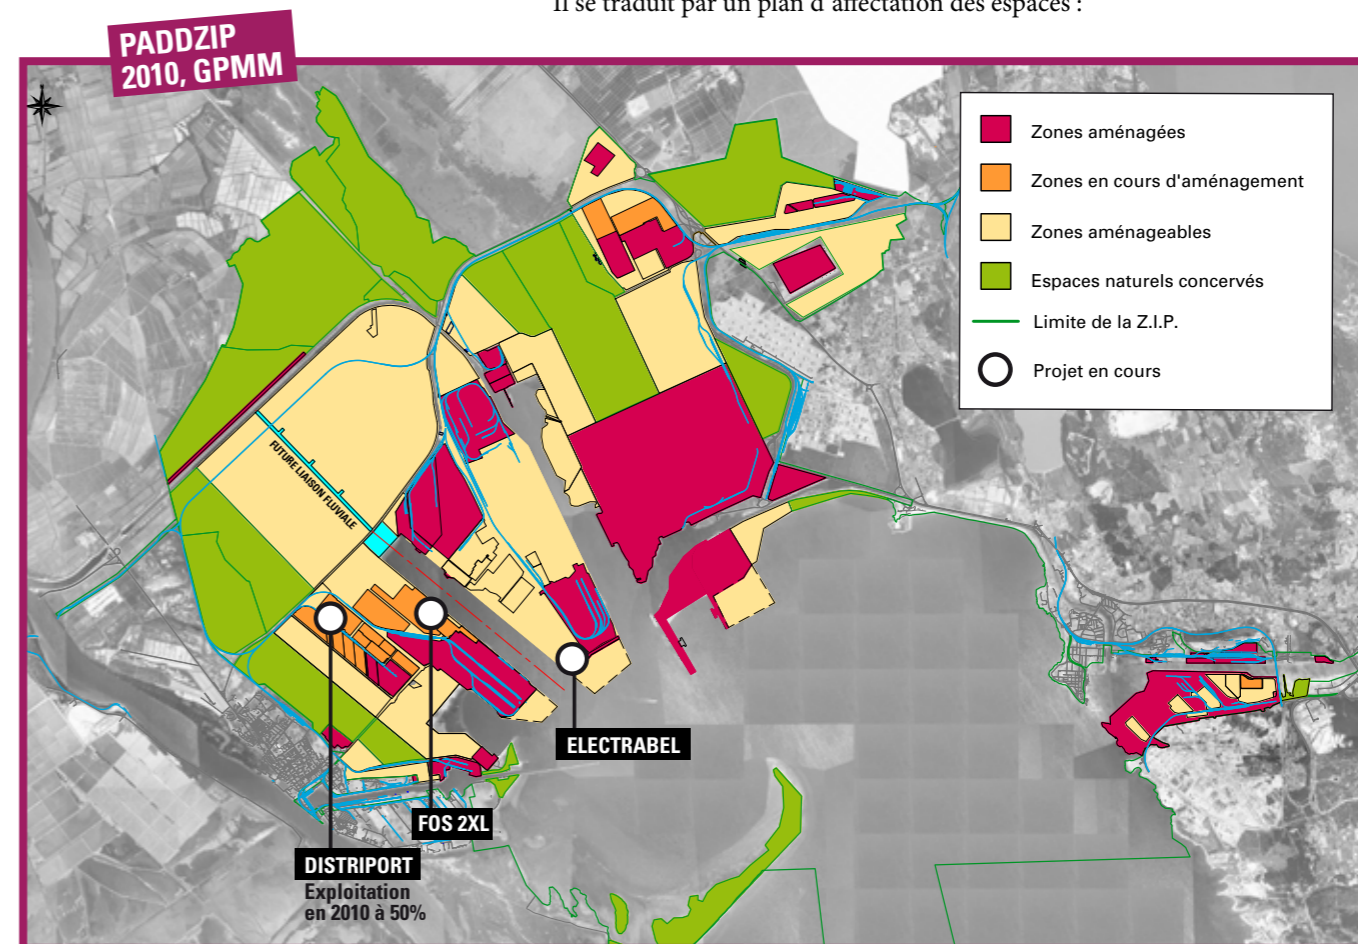 Il se traduit par un plan d'affectation des espaces :
PADDZIP
2010, GPMM
Zones aménagées
Zones en cours d'aménagement
Zones aménageables
Espaces naturels concervés
Limite de la Z.I.P.
Projet en cours
FUTURE LIAISON FLUVIALE
ELECTRABEL
FOS 2XL
DISTRIPORT
Exploitation
en 2010 à 50%